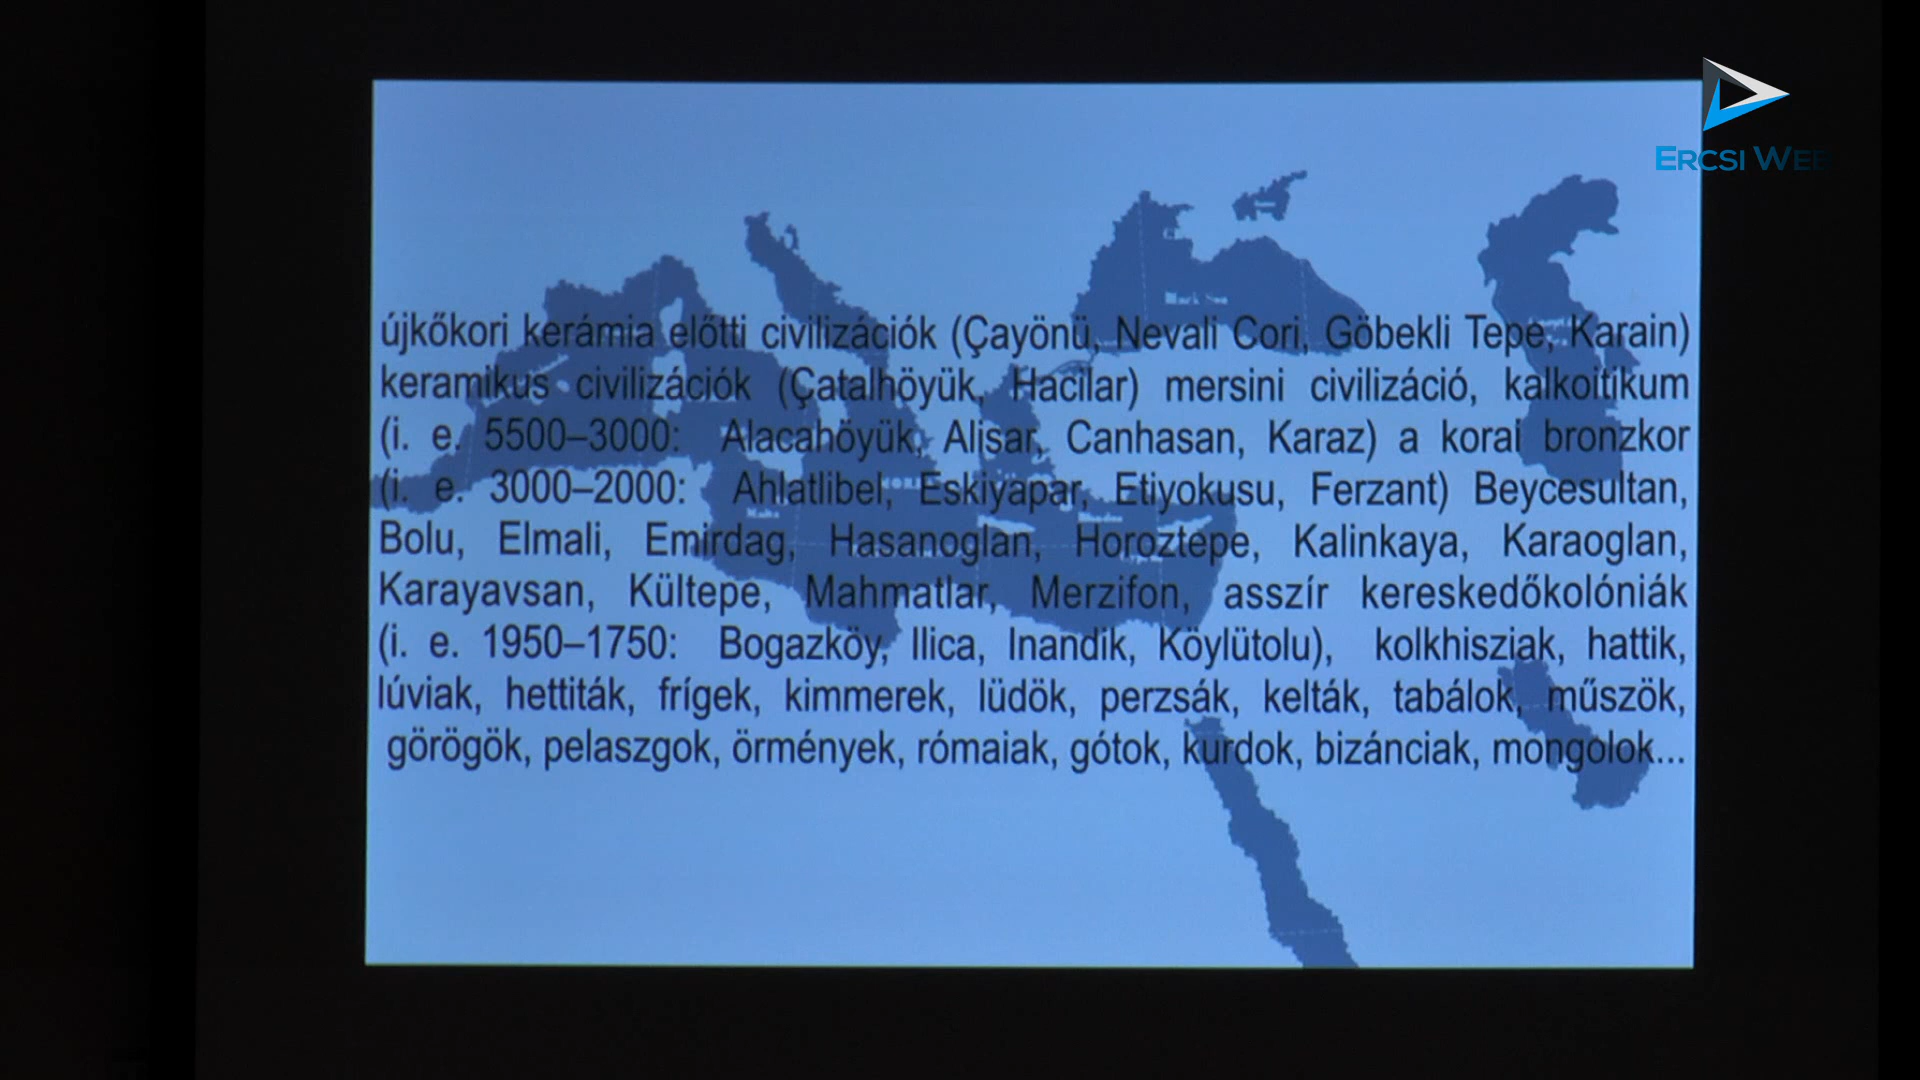 ERCSI WEB
újkőkori kerámia előtti civilizációk (Çayönü, Nevali Cori, Göbekli Tepe, Karain)
keramikus civilizációk (Çatalhöyük, Hacilar) mersini civilizáció, kalkoitikum
(i. e. 5500–3000: Alacahöyük, Alisar, Canhasan, Karaz) a korai bronzkor
(i. e. 3000–2000: Ahlatlibel, Eskiyapar, Etiyokusu, Ferzant) Beycesultan,
Bolu, Elmali, Emirdag, Hasanoglan, Horoztepe, Kalinkaya, Karaoglan,
Karayavsan, Kültepe, Mahmatlar, Merzifon, asszír kereskedőkolóniák
(i. e. 1950–1750: Bogazköy, Ilica, Inandik, Köylütolu), kolkhisziak, hattik,
lúviak, hettiták, frígek, kimmerek, lüdök, perzsák, kelták, tabálok, műszök,
görögök, pelaszgok, örmények, rómaiak, gótok, kurdok, bizánciak, mongolok...